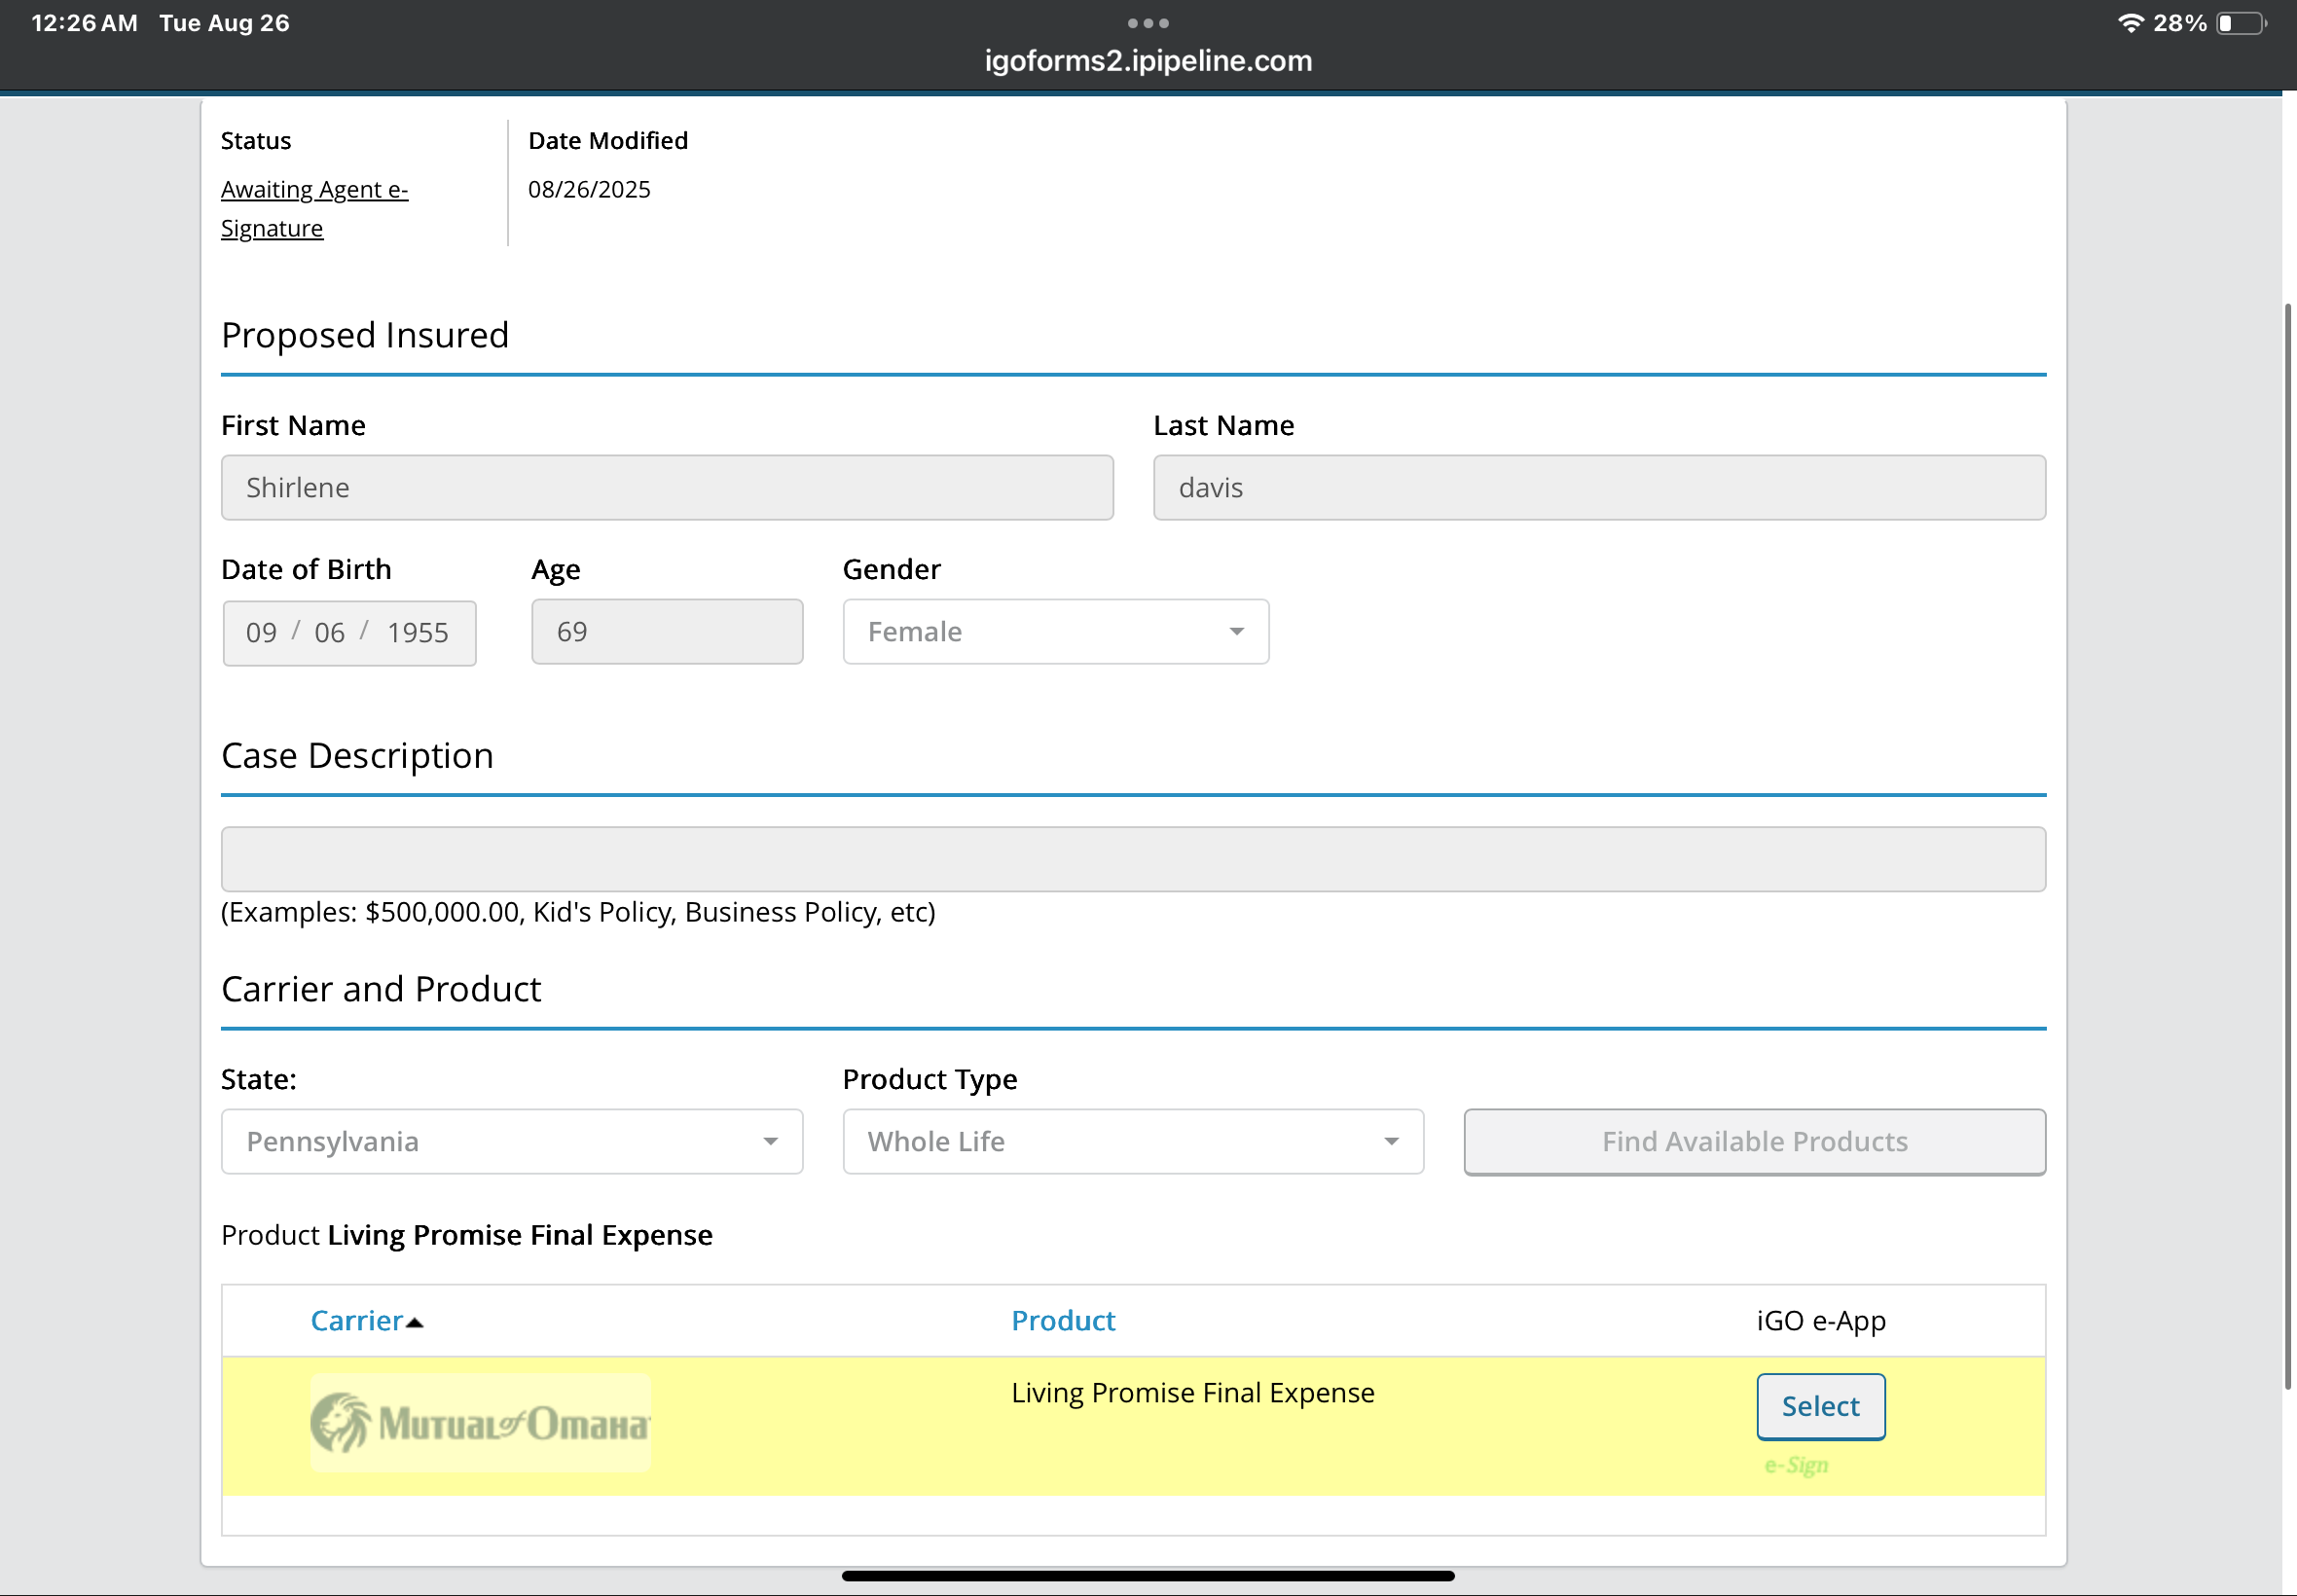 12:26 AM Tue Aug 26
28%
igoforms2.ipipeline.com
Status
Date Modified
Awaiting Agent e-
Signature
08/26/2025
Proposed Insured
First Name
Last Name
Shirlene
davis
Date of Birth
Age
Gender
09 / 06 / 1955
69
Female
Case Description
(Examples: $500,000.00, Kid's Policy, Business Policy, etc)
Carrier and Product
State:
Product Type
Pennsylvania
Whole Life
Find Available Products
Product Living Promise Final Expense
Carrier
Product
iGO e-App
Mutual of Omaha
Living Promise Final Expense
Select
e-Sign